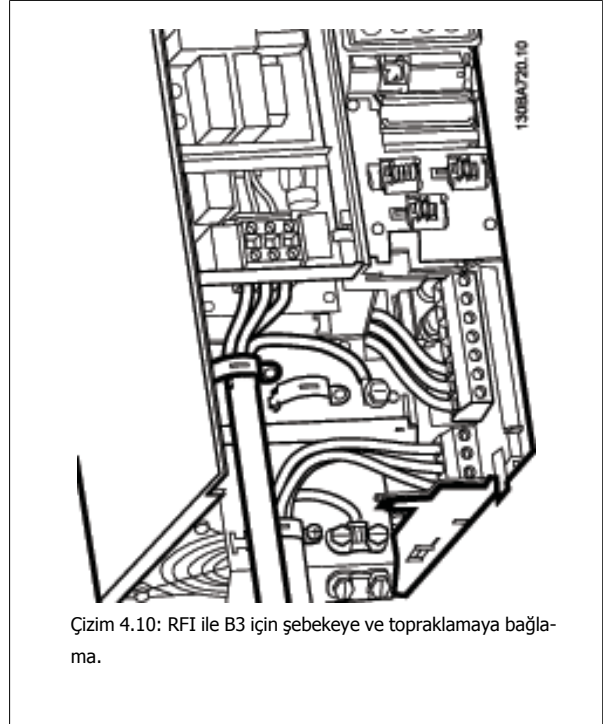 130BA720.10
Çizim 4.10: RFI ile B3 için şebekeye ve topraklamaya bağla-
ma.